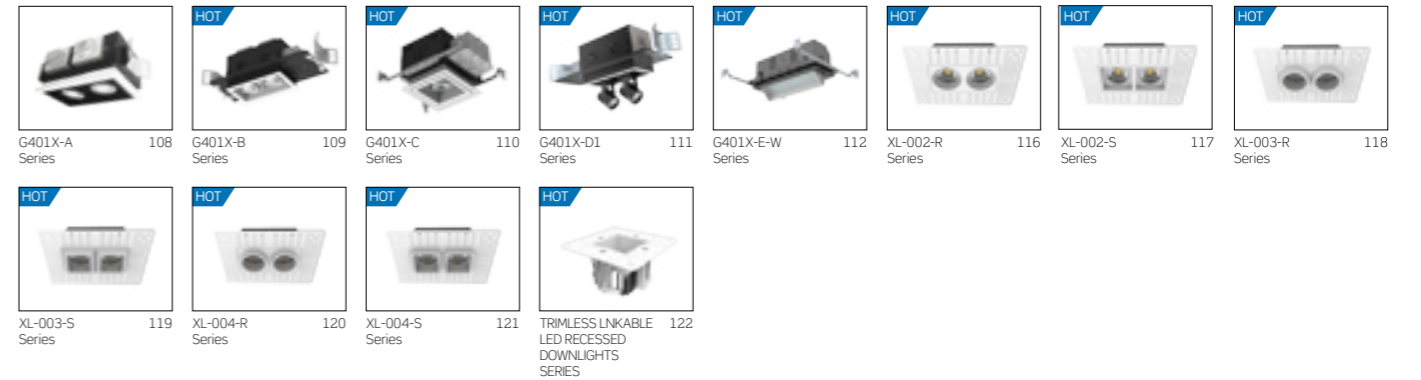 HOT
HOT
HOT
HOT
HOT
HOT
HOT
G401X-A 108
Series
G401X-B 109
Series
G401X-C 110
Series
G401X-D1 111
Series
G401X-E-W 112
Series
XL-002-R 116
Series
XL-002-S 117
Series
XL-003-R 118
Series
HOT
HOT
HOT
HOT
XL-003-S 119
Series
XL-004-R 120
Series
XL-004-S 121
Series
TRIMLESS LNKABLE 122
LED RECESSED
DOWNLIGHTS
SERIES